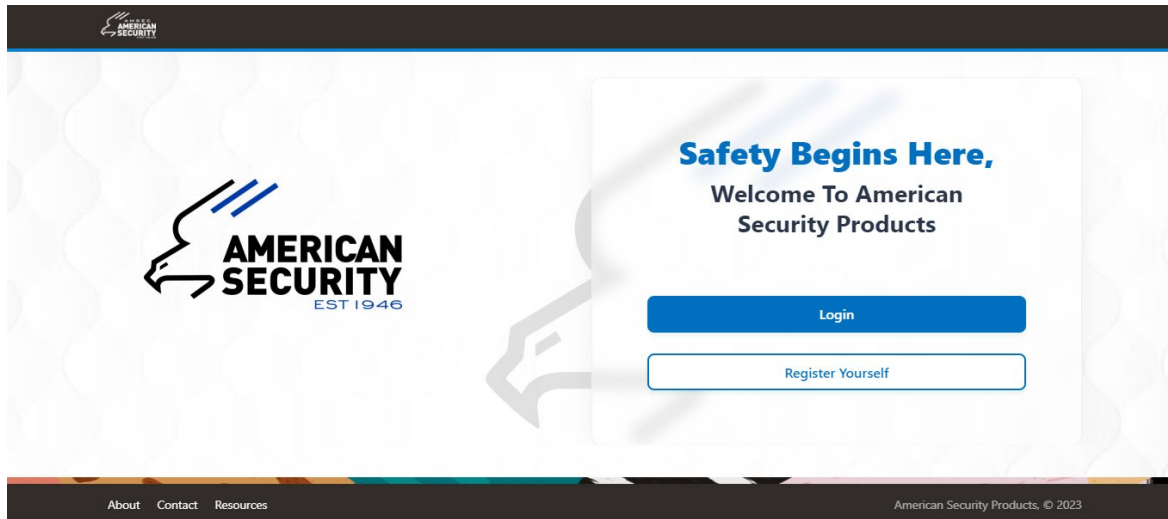 AMSEC
AMERICAN
SECURITY
Safety Begins Here,
Welcome To American
Security Products
AMERICAN
SECURITY
EST 1946
Login
Register Yourself
About Contact Resources
American Security Products, © 2023